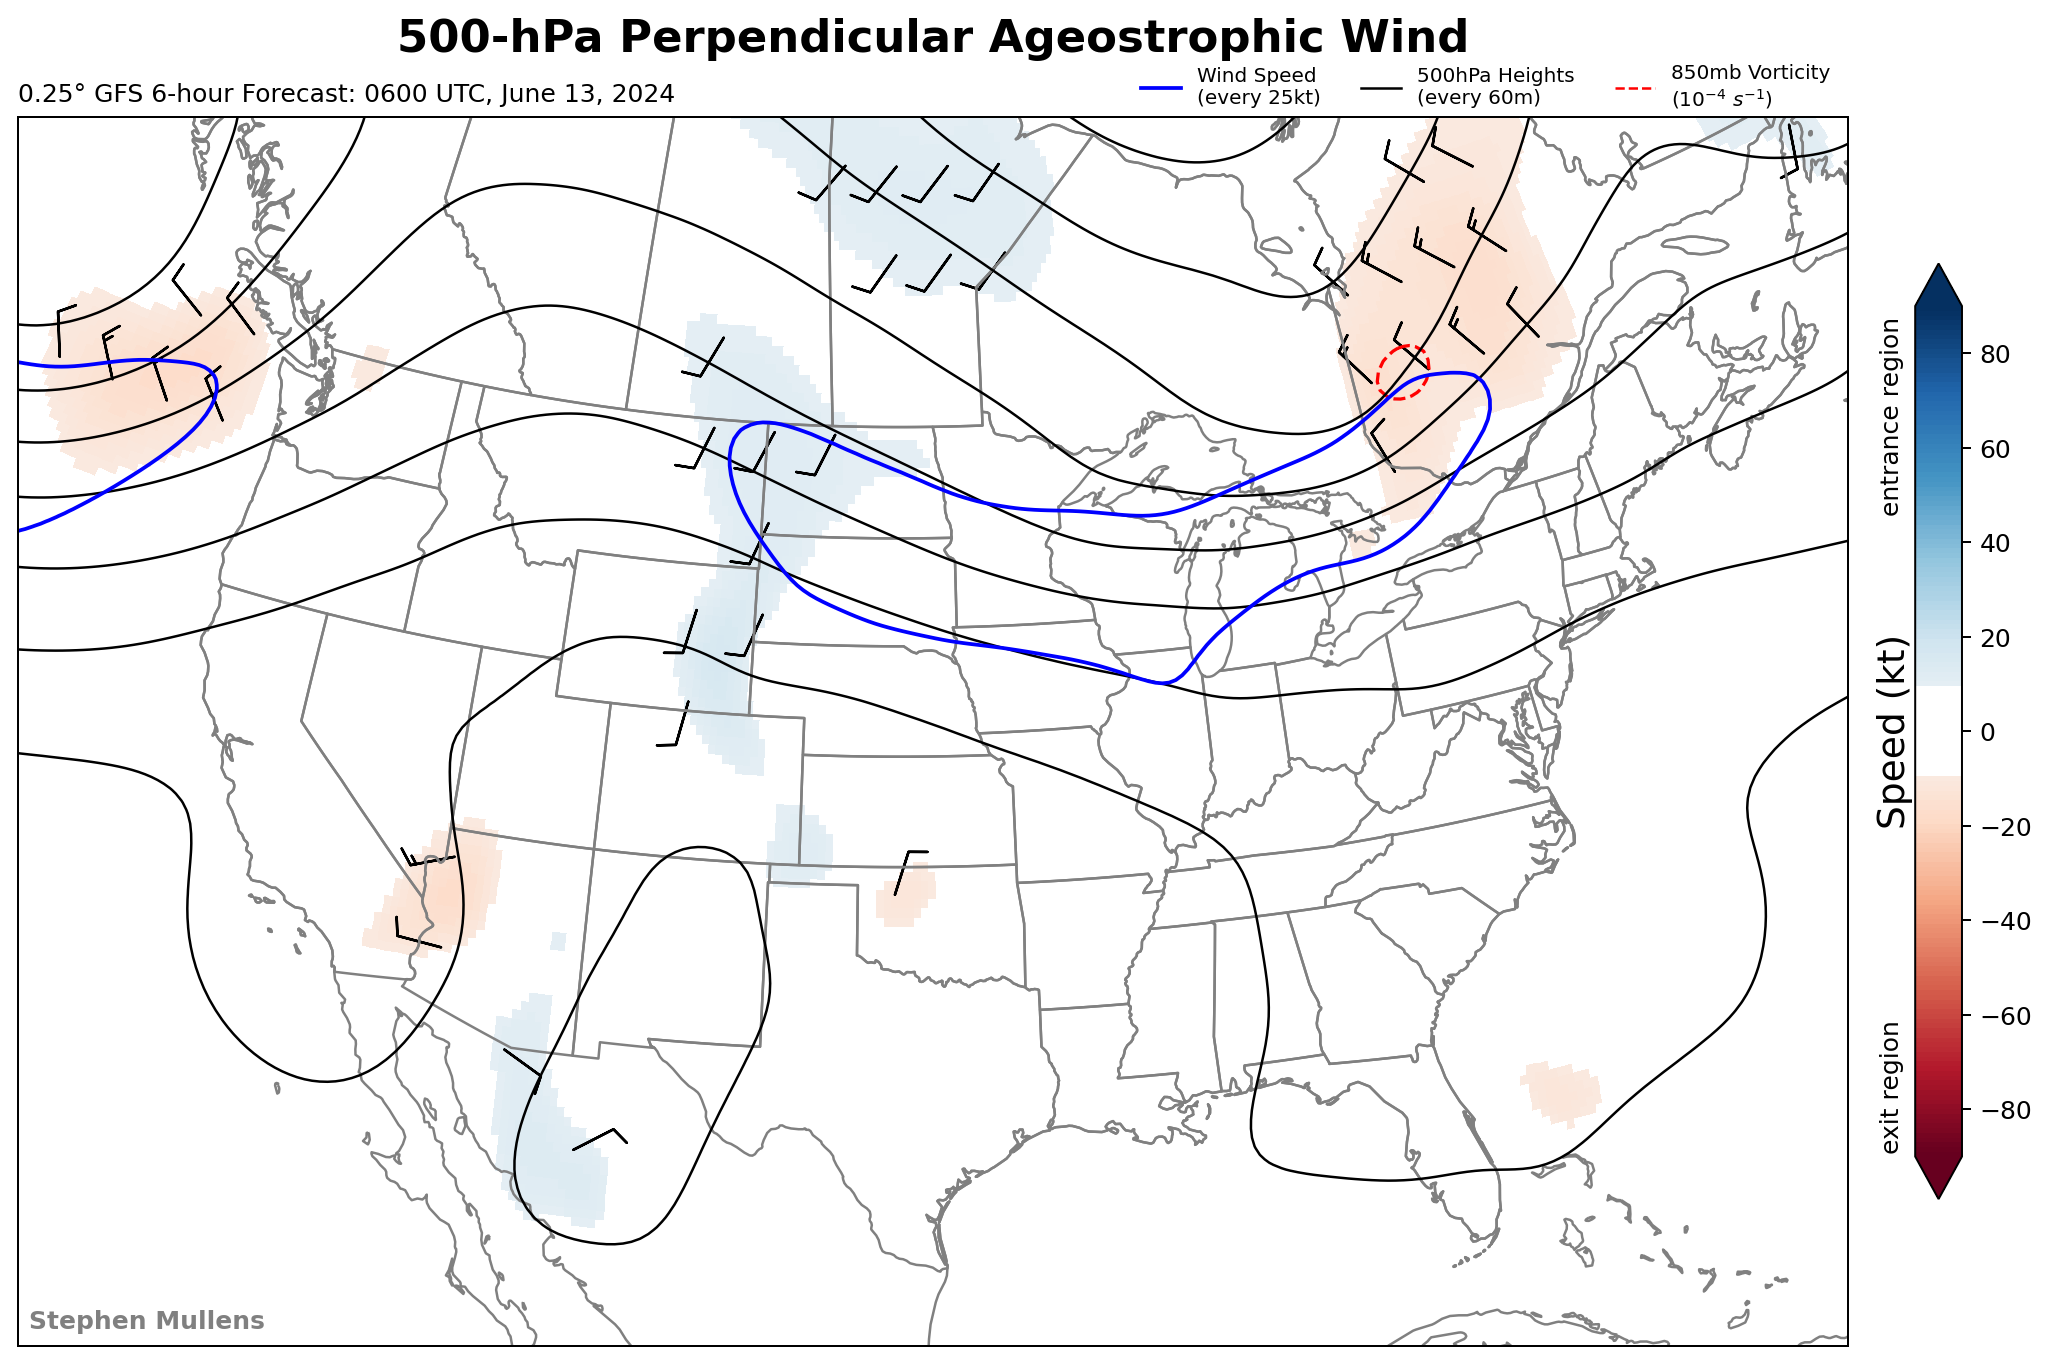 500-hPa Perpendicular Ageostrophic Wind
0.25° GFS 6-hour Forecast: 0600 UTC, June 13, 2024
Wind Speed
(every 25kt)
500hPa Heights
(every 60m)
850mb Vorticity
(10⁻⁴ s⁻¹)
entrance region
Speed (kt)
exit region
80
60
40
20
0
−20
−40
−60
−80
Stephen Mullens